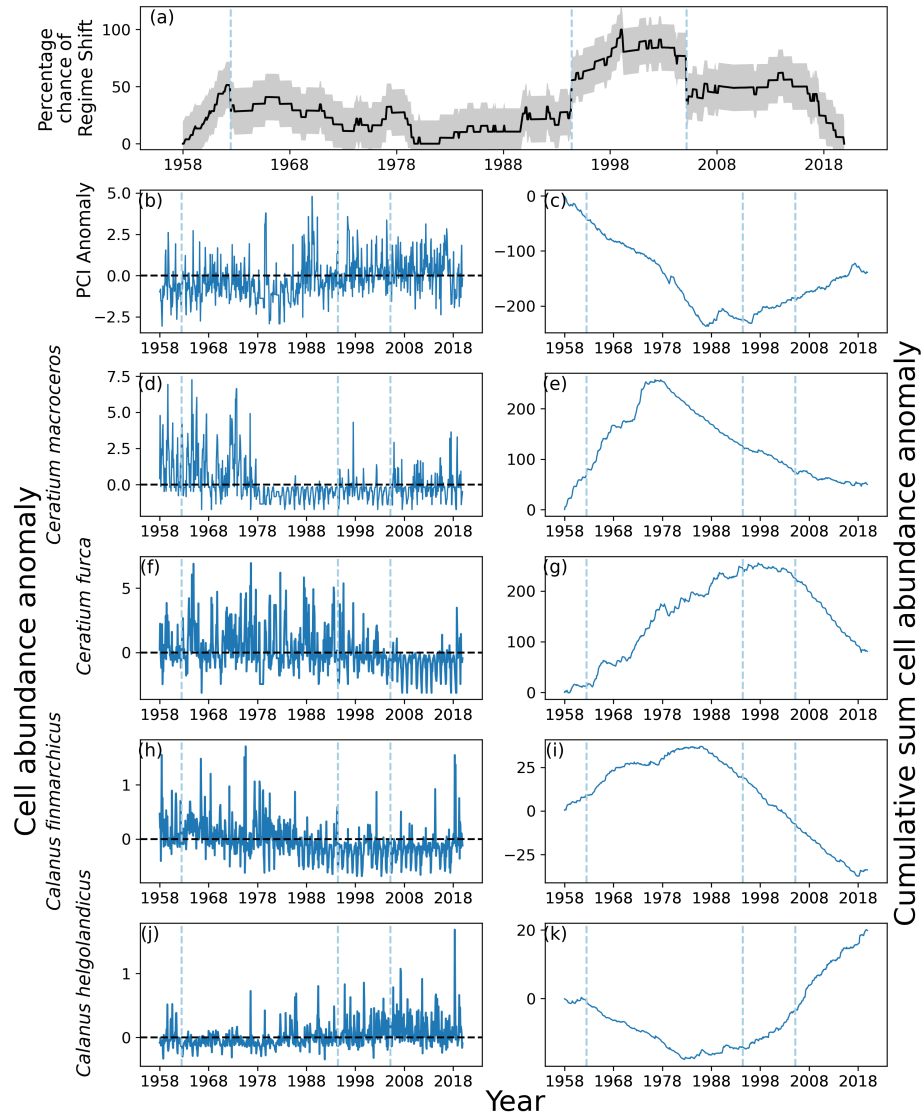 (a)
Percentage
chance of
Regime Shift
100
50
0
1958 1968 1978 1988 1998 2008 2018
(b)
PCI Anomaly
5.0
2.5
0.0
−2.5
1958 1968 1978 1988 1998 2008 2018
(c)
0
−100
−200
1958 1968 1978 1988 1998 2008 2018
(d)
Ceratium macroceros
7.5
5.0
2.5
0.0
1958 1968 1978 1988 1998 2008 2018
(e)
200
100
0
1958 1968 1978 1988 1998 2008 2018
(f)
Ceratium furca
5
0
1958 1968 1978 1988 1998 2008 2018
(g)
200
100
0
1958 1968 1978 1988 1998 2008 2018
(h)
Calanus finmarchicus
1
0
1958 1968 1978 1988 1998 2008 2018
(i)
25
0
−25
1958 1968 1978 1988 1998 2008 2018
(j)
Calanus helgolandicus
1
0
1958 1968 1978 1988 1998 2008 2018
(k)
20
0
1958 1968 1978 1988 1998 2008 2018
Cell abundance anomaly
Cumulative sum cell abundance anomaly
Year